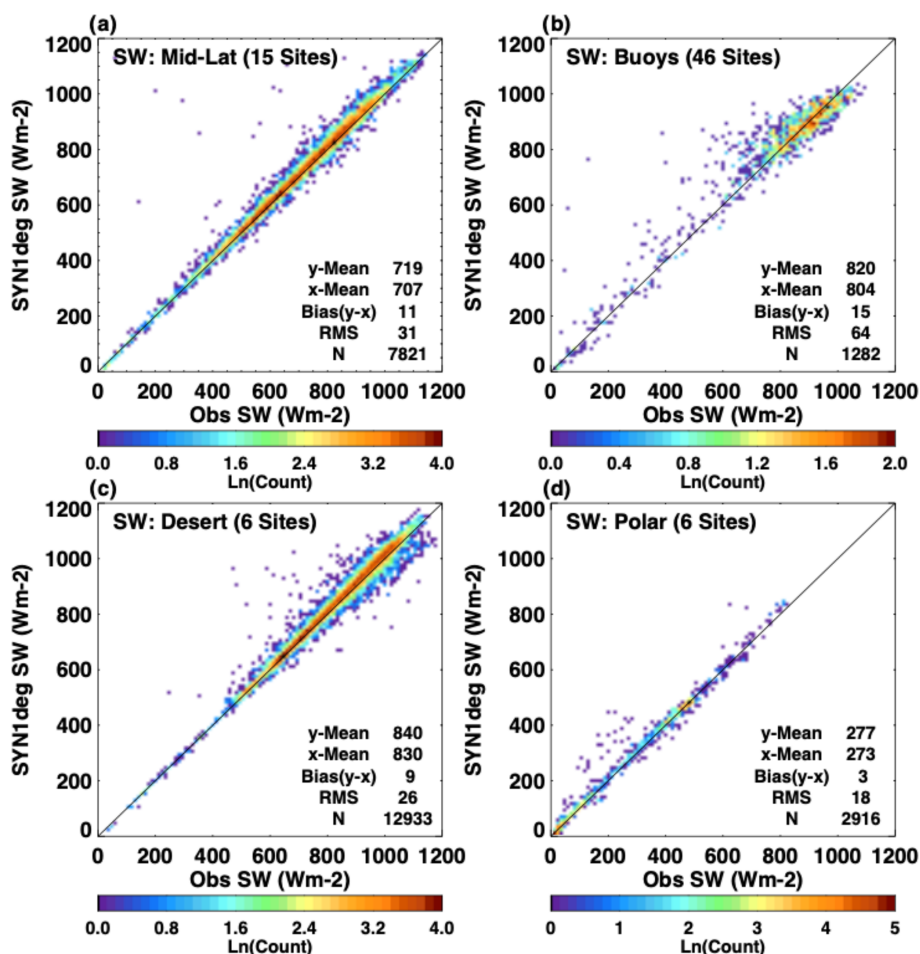 (a)
SW: Mid-Lat (15 Sites)
1200
1000
800
600
400
200
0
SYN1deg SW (Wm-2)
y-Mean 719
x-Mean 707
Bias(y-x) 11
RMS 31
N 7821
0 200 400 600 800 1000 1200
Obs SW (Wm-2)
0.0 0.8 1.6 2.4 3.2 4.0
Ln(Count)
(b)
SW: Buoys (46 Sites)
1200
1000
800
600
400
200
0
SYN1deg SW (Wm-2)
y-Mean 820
x-Mean 804
Bias(y-x) 15
RMS 64
N 1282
0 200 400 600 800 1000 1200
Obs SW (Wm-2)
0.0 0.4 0.8 1.2 1.6 2.0
Ln(Count)
(c)
SW: Desert (6 Sites)
1200
1000
800
600
400
200
0
SYN1deg SW (Wm-2)
y-Mean 840
x-Mean 830
Bias(y-x) 9
RMS 26
N 12933
0 200 400 600 800 1000 1200
Obs SW (Wm-2)
0.0 0.8 1.6 2.4 3.2 4.0
Ln(Count)
(d)
SW: Polar (6 Sites)
1200
1000
800
600
400
200
0
SYN1deg SW (Wm-2)
y-Mean 277
x-Mean 273
Bias(y-x) 3
RMS 18
N 2916
0 200 400 600 800 1000 1200
Obs SW (Wm-2)
0 1 2 3 4 5
Ln(Count)